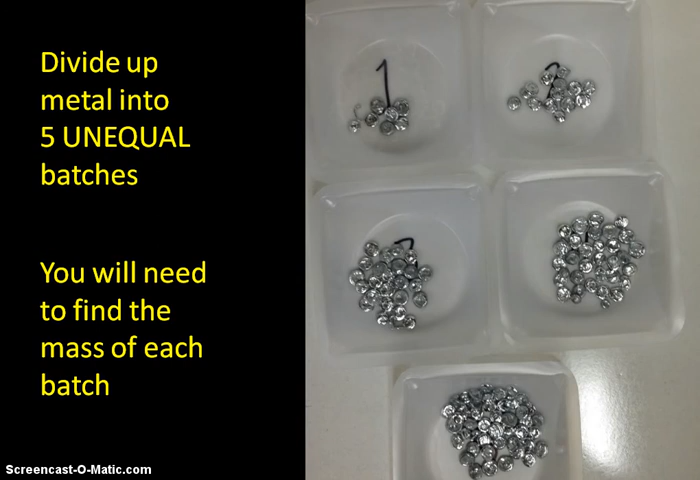 Divide up
metal into
5 UNEQUAL
batches
You will need
to find the
mass of each
batch
1
2
Screencast-O-Matic.com